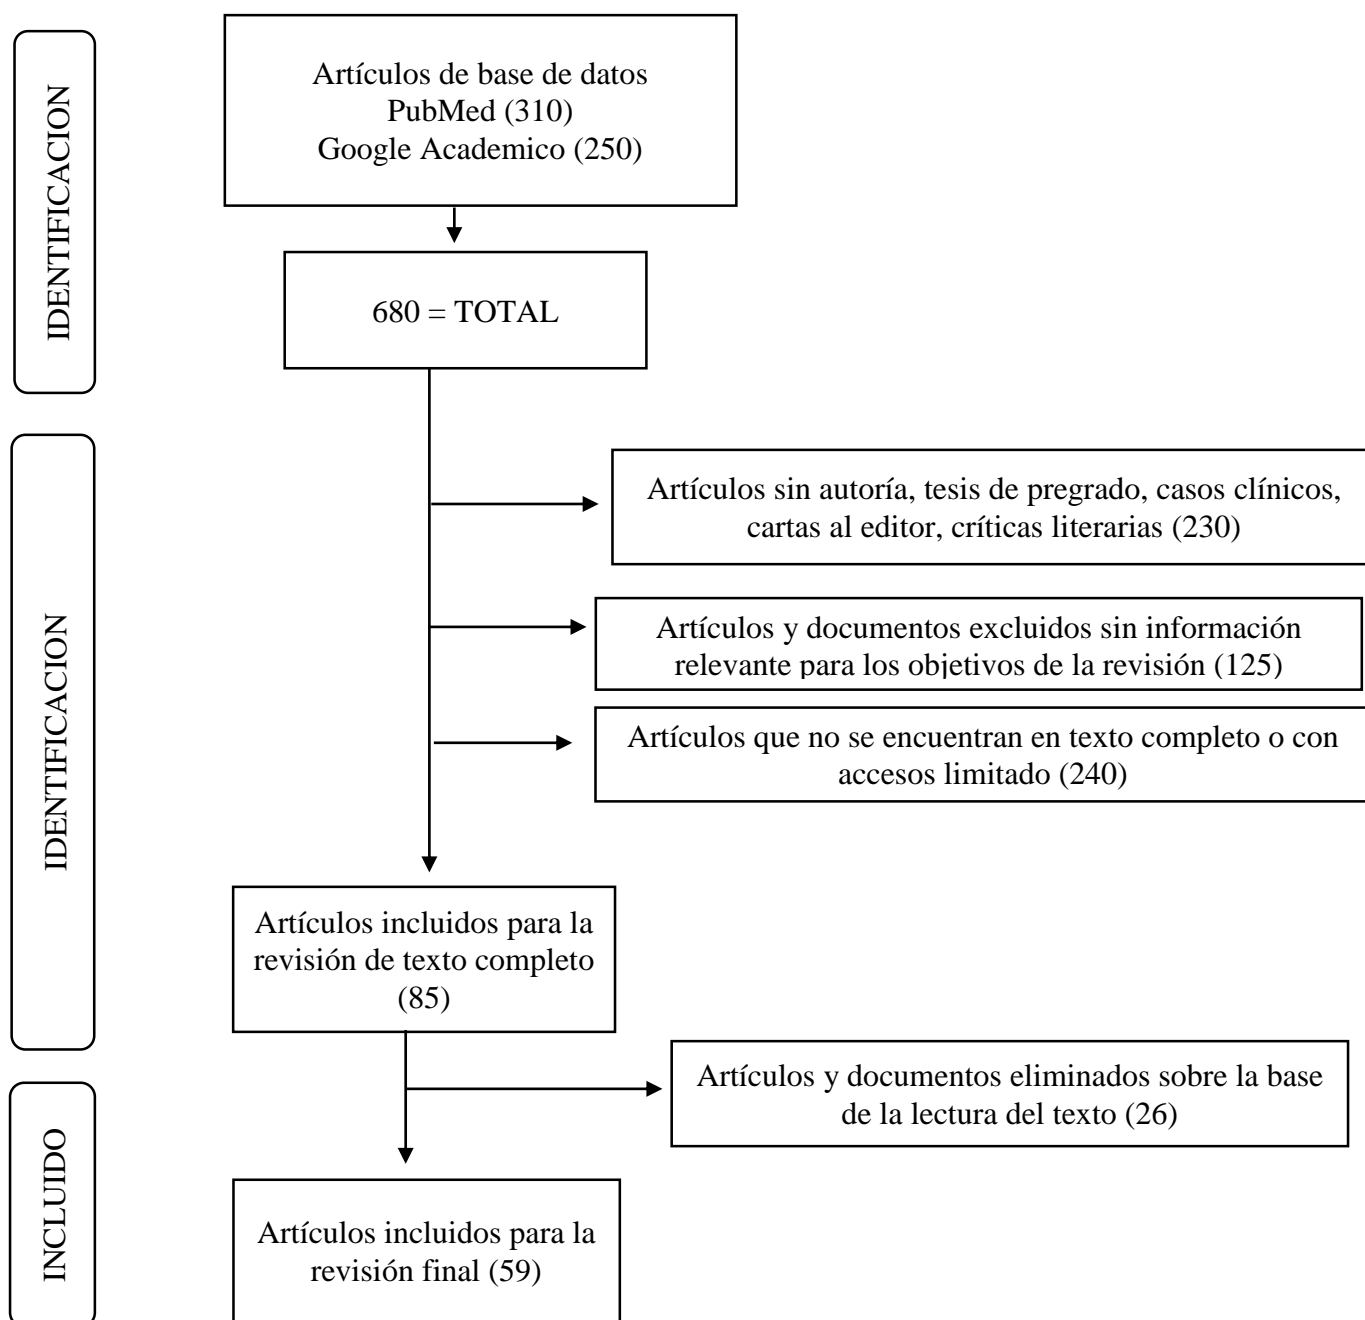 IDENTIFICACION
Artículos de base de datos
PubMed (310)
Google Academico (250)
680 = TOTAL
IDENTIFICACION
Artículos sin autoría, tesis de pregrado, casos clínicos,
cartas al editor, críticas literarias (230)
Artículos y documentos excluidos sin información
relevante para los objetivos de la revisión (125)
Artículos que no se encuentran en texto completo o con
accesos limitado (240)
Artículos incluidos para la
revisión de texto completo
(85)
Artículos y documentos eliminados sobre la base
de la lectura del texto (26)
INCLUIDO
Artículos incluidos para la
revisión final (59)